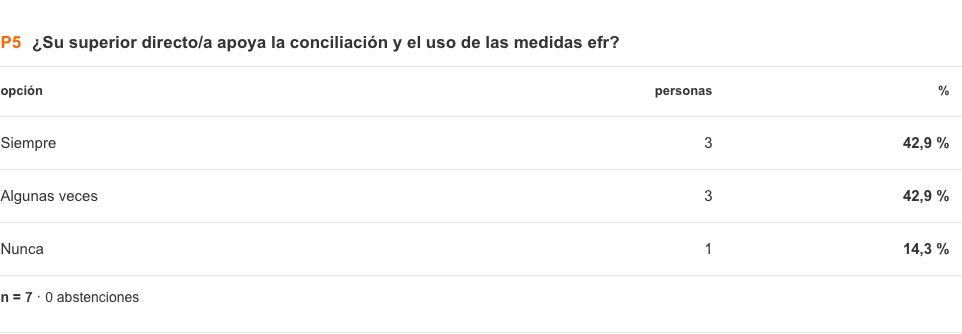 P5 ¿Su superior directo/a apoya la conciliación y el uso de las medidas efr?
opción personas %
Siempre 3 42,9 %
Algunas veces 3 42,9 %
Nunca 1 14,3 %
n = 7 · 0 abstenciones